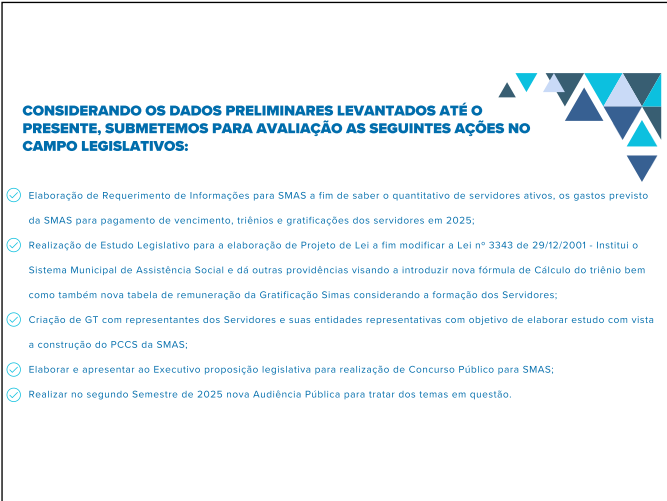 CONSIDERANDO OS DADOS PRELIMINARES LEVANTADOS ATÉ O
PRESENTE, SUBMETEMOS PARA AVALIAÇÃO AS SEGUINTES AÇÕES NO
CAMPO LEGISLATIVOS:
Elaboração de Requerimento de Informações para SMAS a fim de saber o quantitativo de servidores ativos, os gastos previsto
da SMAS para pagamento de vencimento, triênios e gratificações dos servidores em 2025;
Realização de Estudo Legislativo para a elaboração de Projeto de Lei a fim modificar a Lei nº 3343 de 29/12/2001 - Institui o
Sistema Municipal de Assistência Social e dá outras providências visando a introduzir nova fórmula de Cálculo do triênio bem
como também nova tabela de remuneração da Gratificação Simas considerando a formação dos Servidores;
Criação de GT com representantes dos Servidores e suas entidades representativas com objetivo de elaborar estudo com vista
a construção do PCCS da SMAS;
Elaborar e apresentar ao Executivo proposição legislativa para realização de Concurso Público para SMAS;
Realizar no segundo Semestre de 2025 nova Audiência Pública para tratar dos temas em questão.